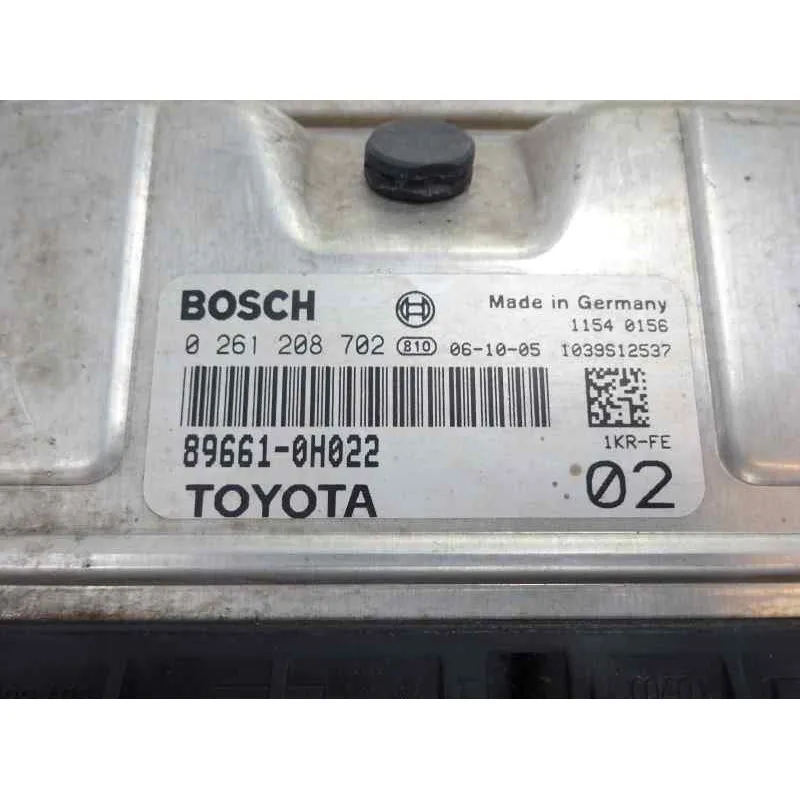 BOSCH
Made in Germany
1154 0156
0 261 208 702 810 06-10-05 1039S12537
89661-0H022
1KR-FE
TOYOTA
02